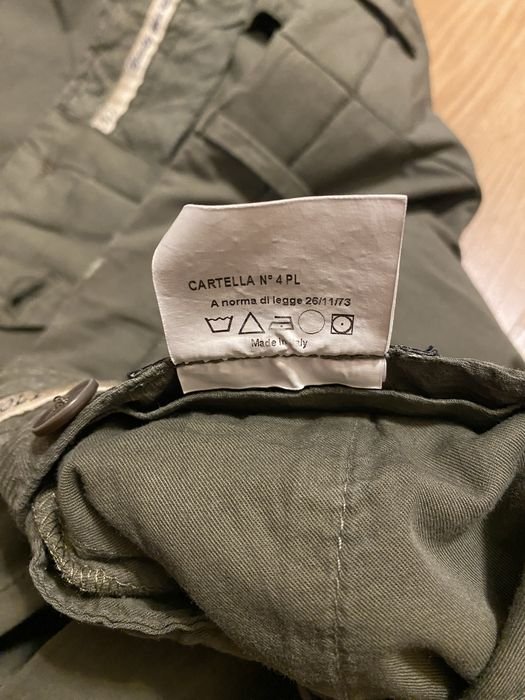 CARTELLA N° 4 PL
A norma di legge 26/11/73
Made in Italy